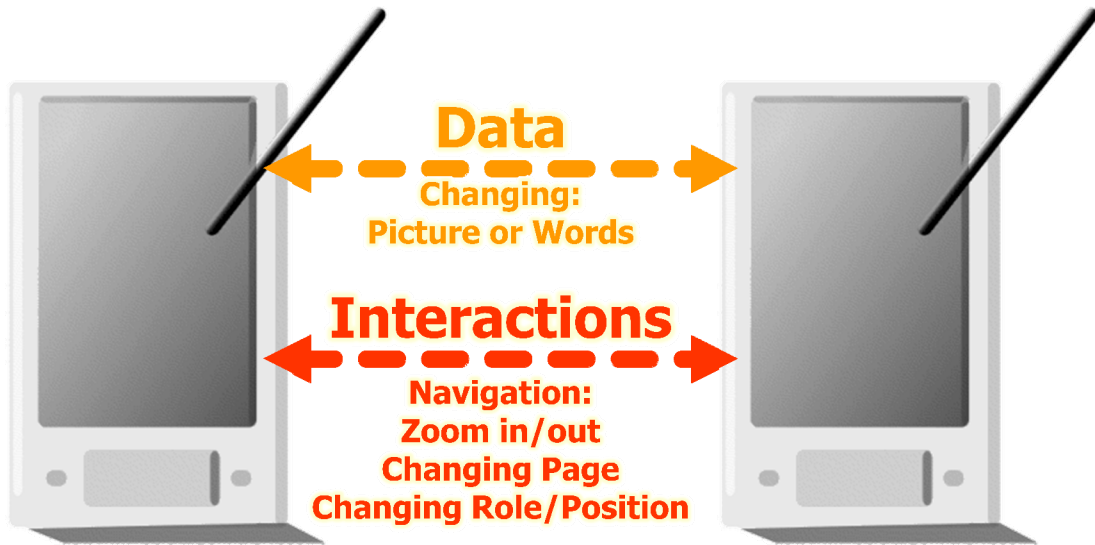 Data
Changing:
Picture or Words
Interactions
Navigation:
Zoom in/out
Changing Page
Changing Role/Position